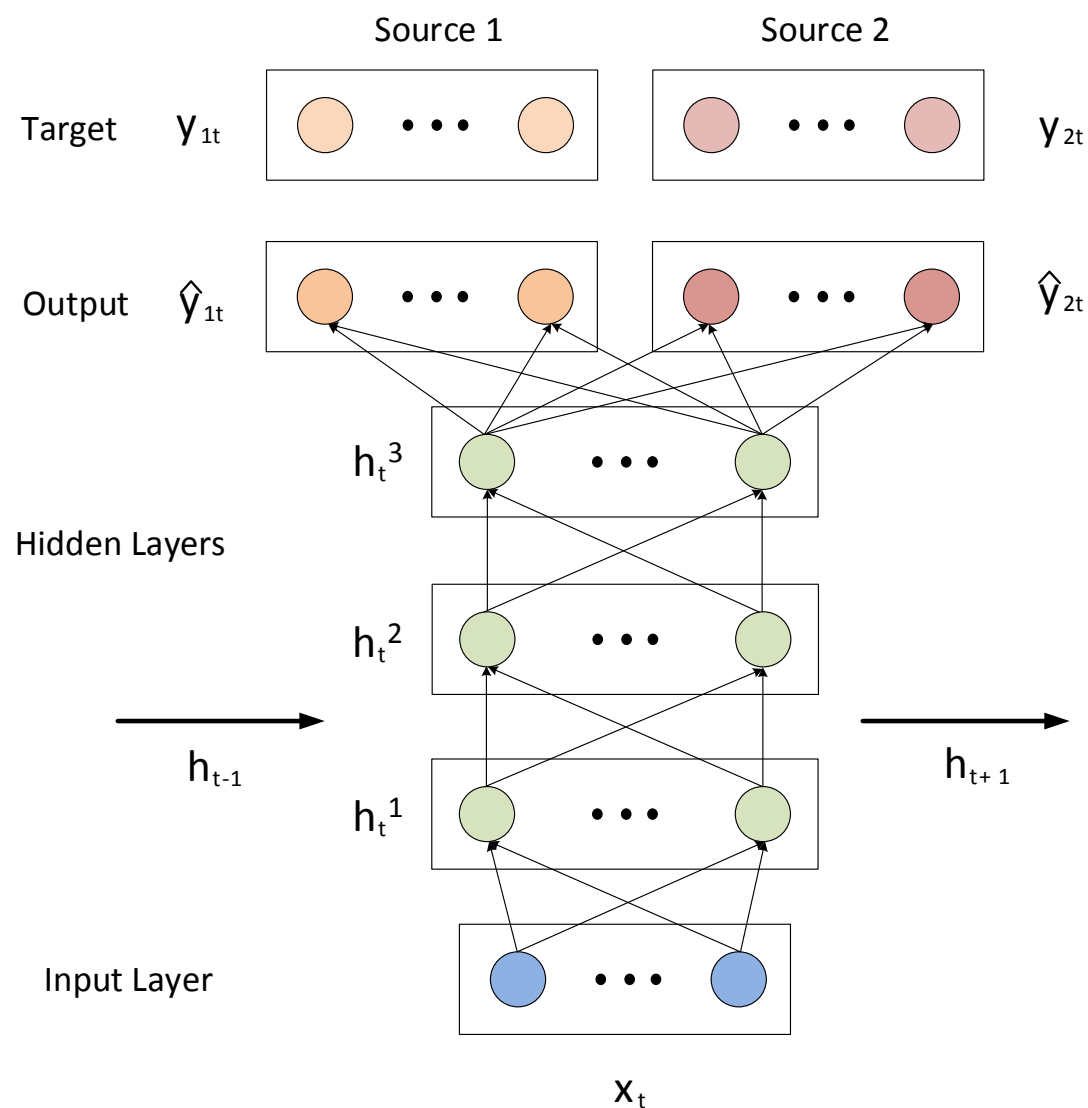 Source 1 Source 2
Target y₁ₜ y₂ₜ
Output ŷ₁ₜ ŷ₂ₜ
hₜ³
Hidden Layers
hₜ²
hₜ₋₁ hₜ₊₁
hₜ¹
Input Layer
xₜ